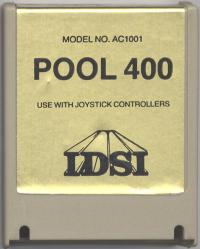 MODEL NO. AC1001
POOL 400
USE WITH JOYSTICK CONTROLLERS
IDSI